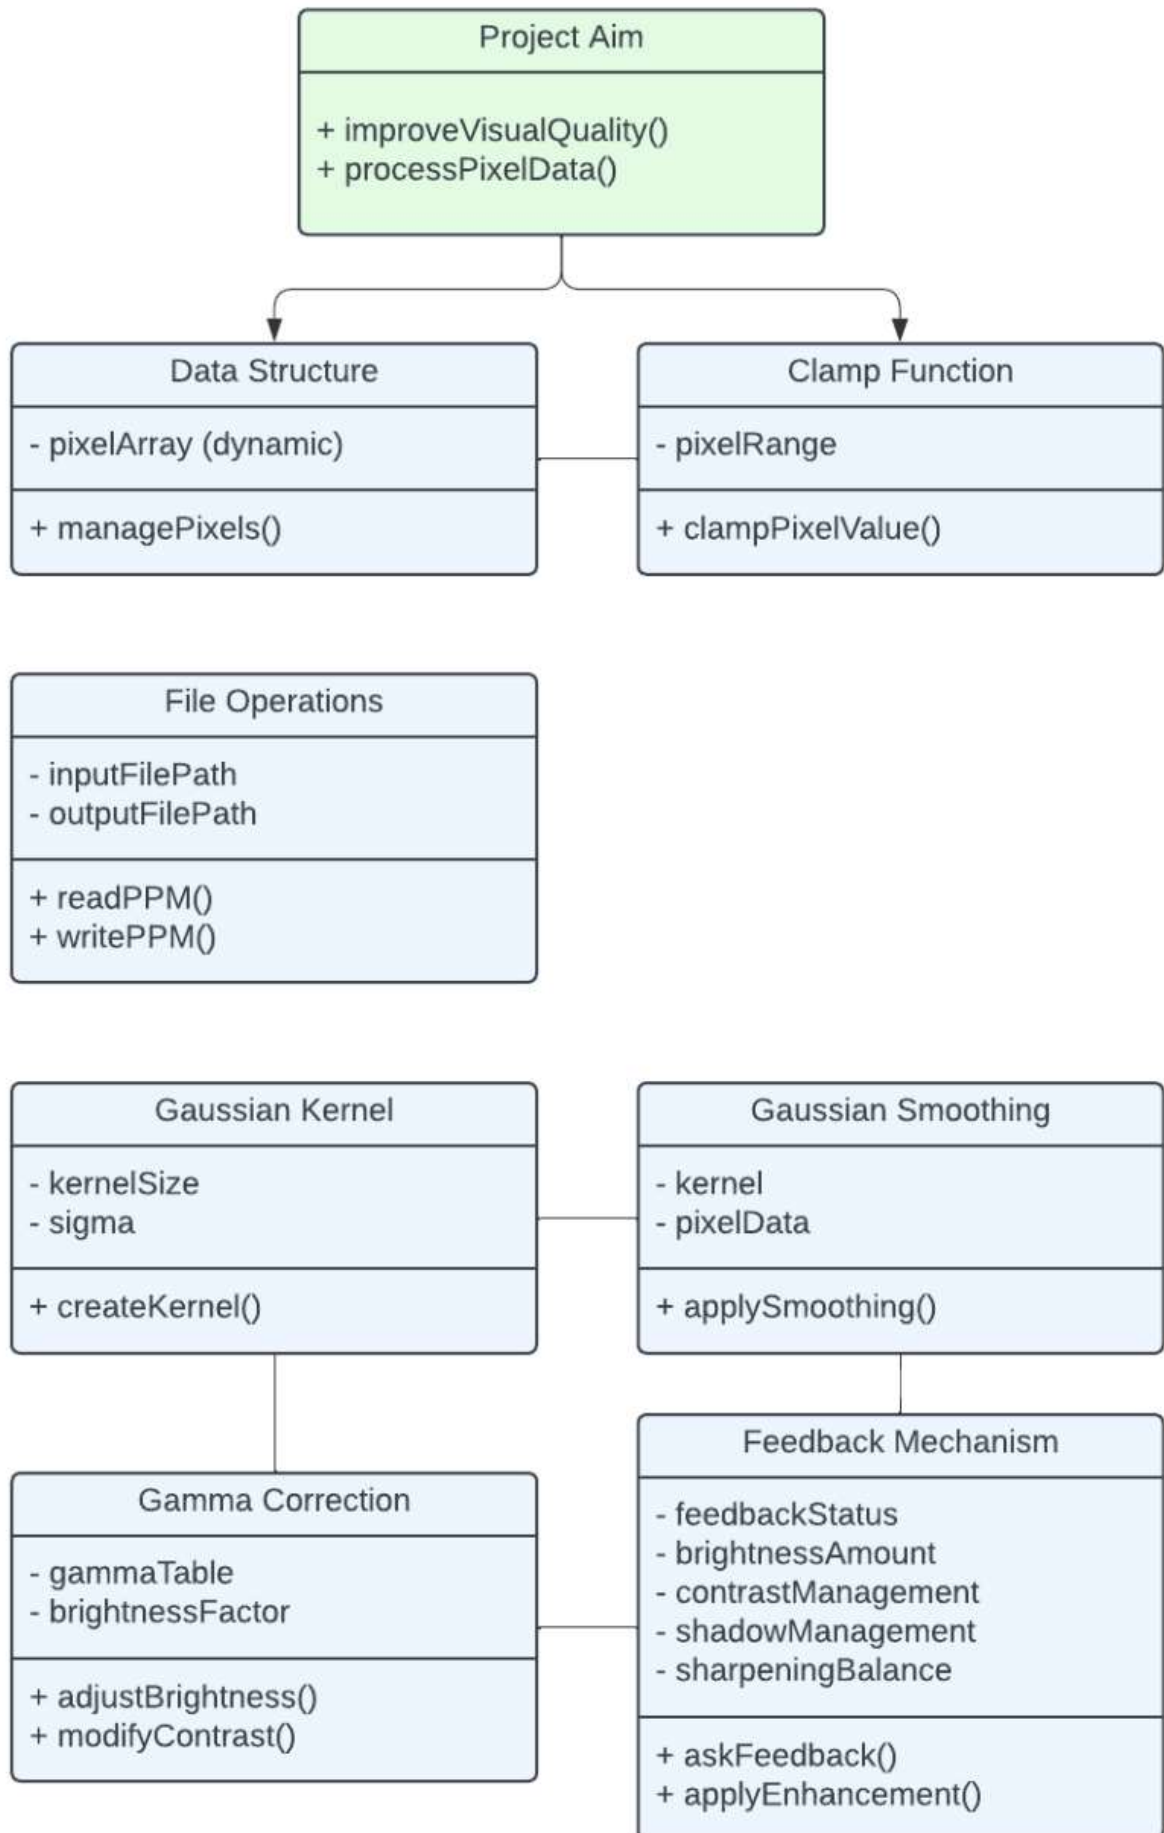 Project Aim
+ improveVisualQuality()
+ processPixelData()
Data Structure
- pixelArray (dynamic)
+ managePixels()
Clamp Function
- pixelRange
+ clampPixelValue()
File Operations
- inputFilePath
- outputFilePath
+ readPPM()
+ writePPM()
Gaussian Kernel
- kernelSize
- sigma
+ createKernel()
Gaussian Smoothing
- kernel
- pixelData
+ applySmoothing()
Gamma Correction
- gammaTable
- brightnessFactor
+ adjustBrightness()
+ modifyContrast()
Feedback Mechanism
- feedbackStatus
- brightnessAmount
- contrastManagement
- shadowManagement
- sharpeningBalance
+ askFeedback()
+ applyEnhancement()